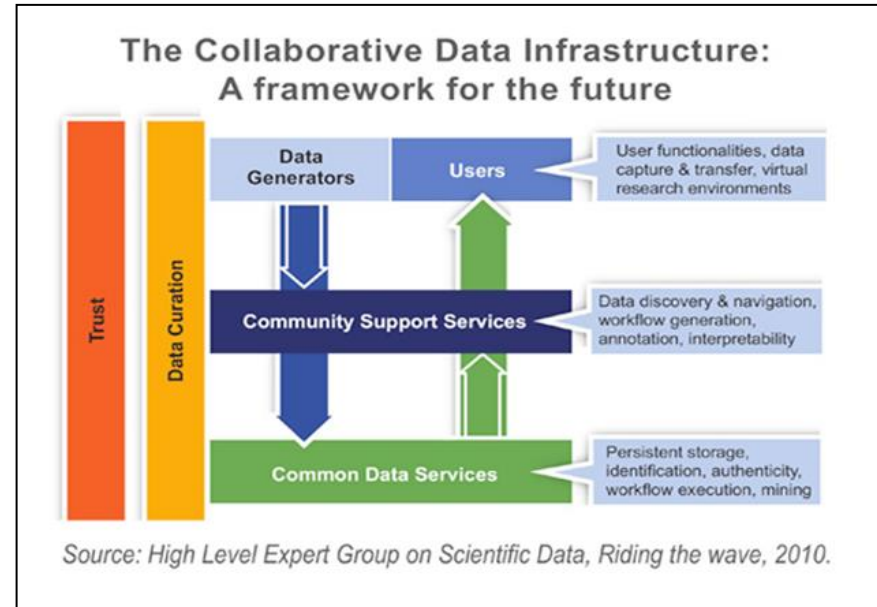 The Collaborative Data Infrastructure:
A framework for the future
Trust
Data Curation
Data
Generators
Users
User functionalities, data
capture & transfer, virtual
research environments
Community Support Services
Data discovery & navigation,
workflow generation,
annotation, interpretability
Common Data Services
Persistent storage,
identification, authenticity,
workflow execution, mining
Source: High Level Expert Group on Scientific Data, Riding the wave, 2010.